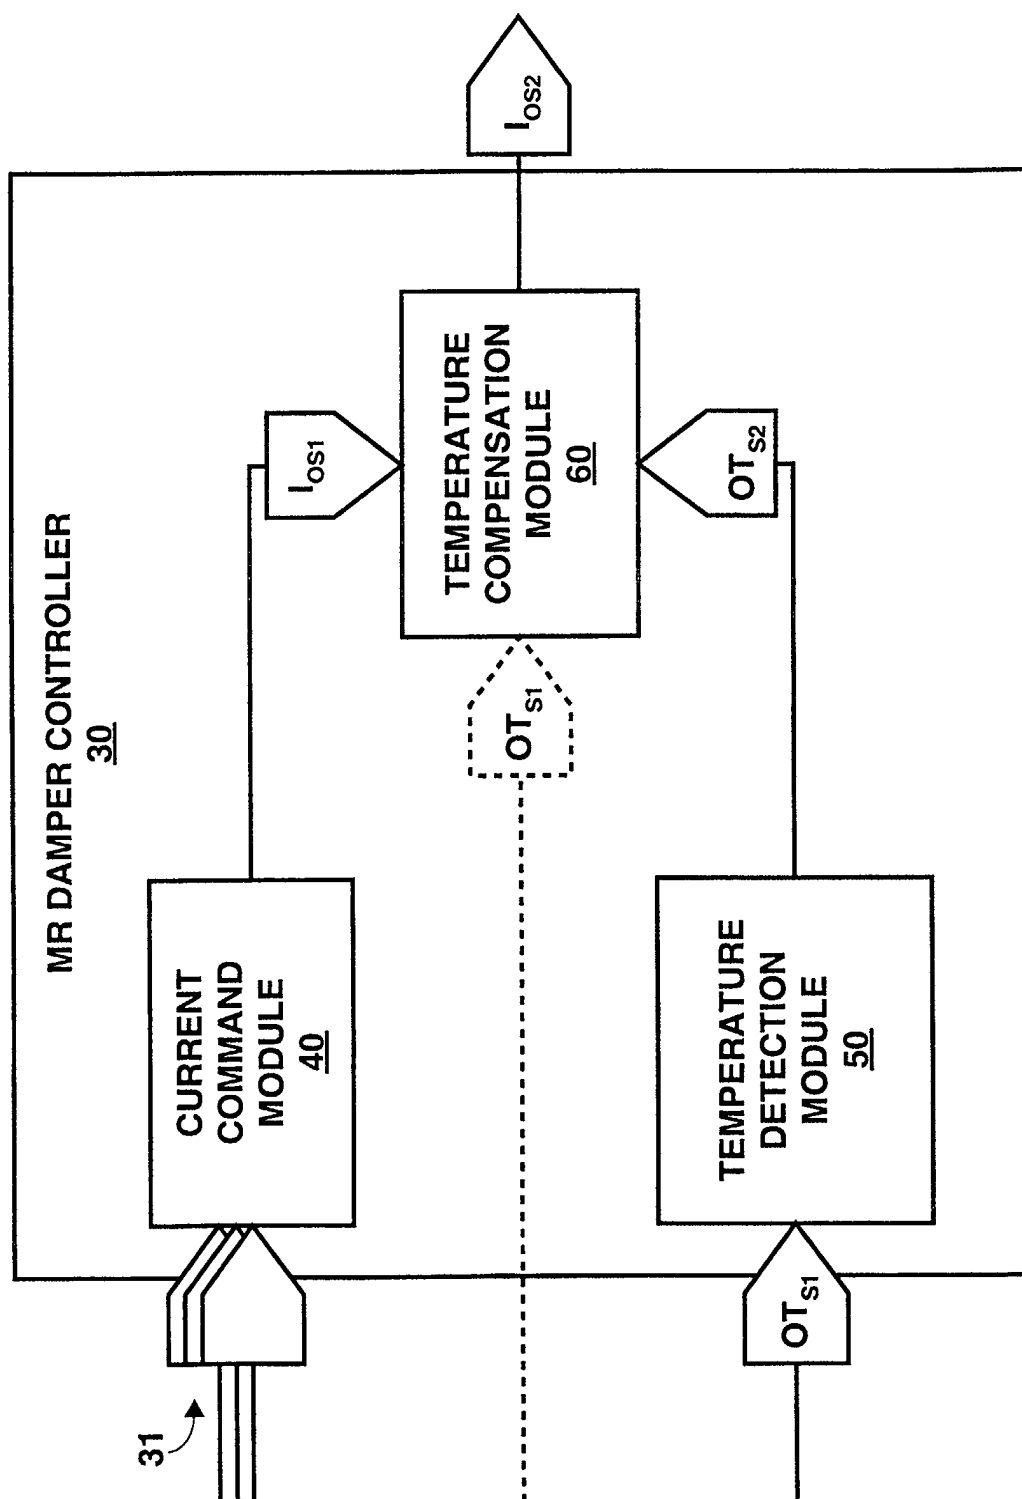 MR DAMPER CONTROLLER
30
31
CURRENT
COMMAND
MODULE
40
I_OS1
OT_S1
TEMPERATURE
COMPENSATION
MODULE
60
I_OS2
OT_S1
TEMPERATURE
DETECTION
MODULE
50
OT_S2